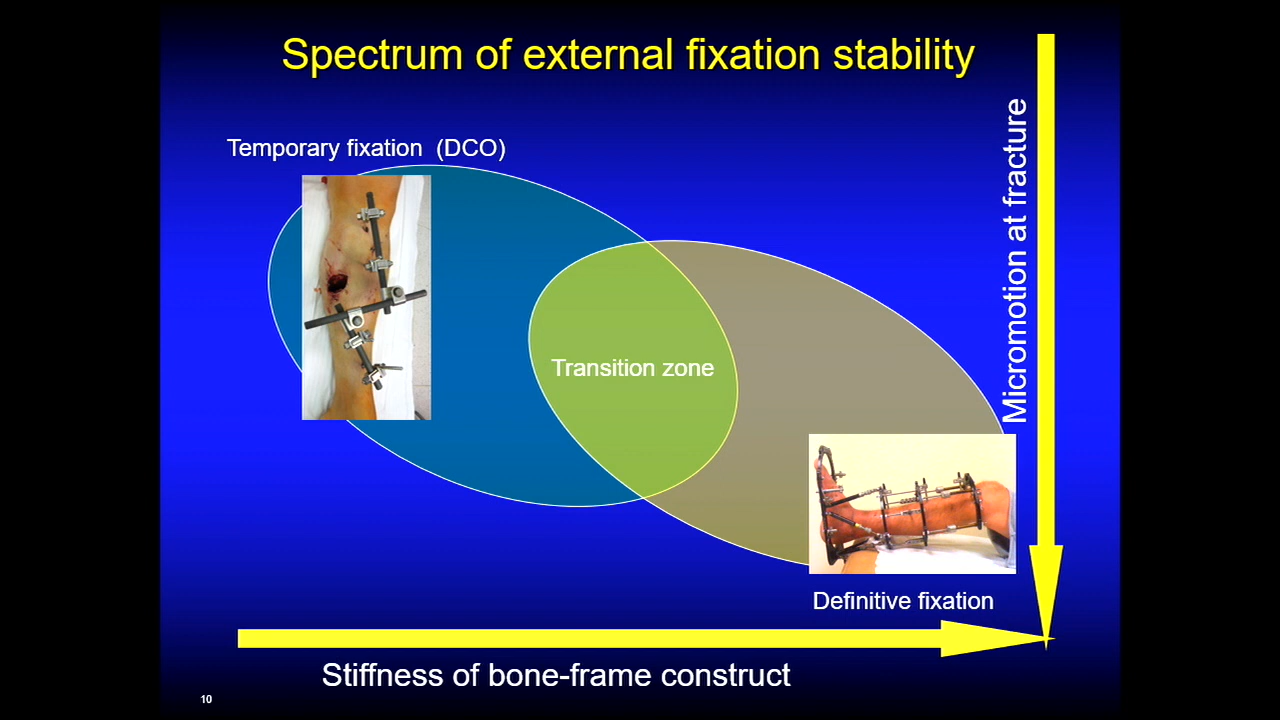 Spectrum of external fixation stability
Temporary fixation (DCO)
Micromotion at fracture
Transition zone
Definitive fixation
Stiffness of bone-frame construct
10